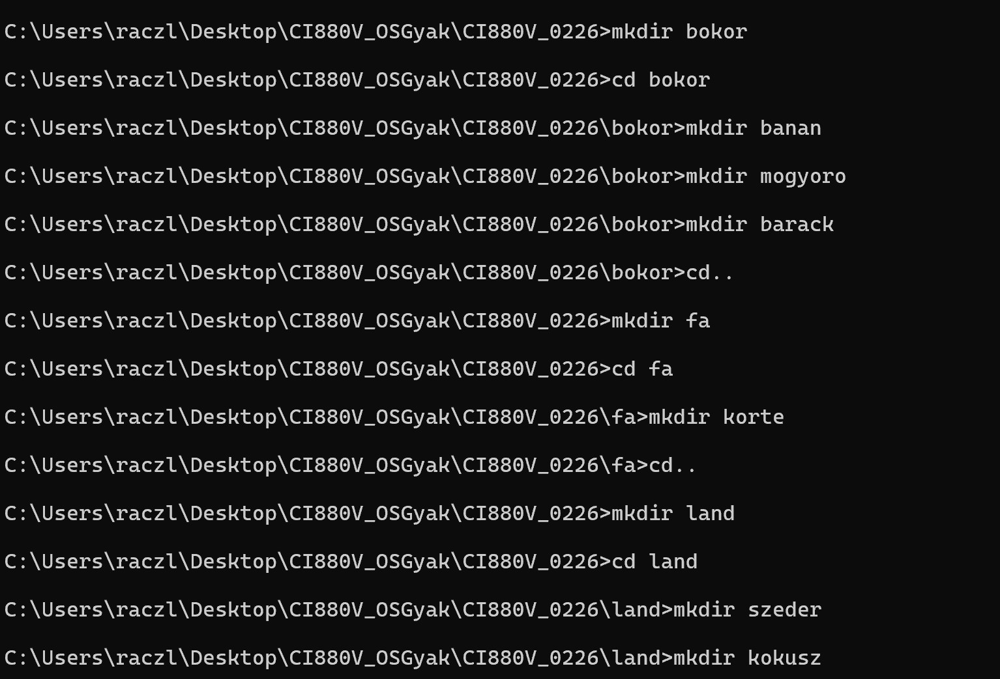 C:\Users\raczl\Desktop\CI880V_OSGyak\CI880V_0226>mkdir bokor
C:\Users\raczl\Desktop\CI880V_OSGyak\CI880V_0226>cd bokor
C:\Users\raczl\Desktop\CI880V_OSGyak\CI880V_0226\bokor>mkdir banan
C:\Users\raczl\Desktop\CI880V_OSGyak\CI880V_0226\bokor>mkdir mogyoro
C:\Users\raczl\Desktop\CI880V_OSGyak\CI880V_0226\bokor>mkdir barack
C:\Users\raczl\Desktop\CI880V_OSGyak\CI880V_0226\bokor>cd..
C:\Users\raczl\Desktop\CI880V_OSGyak\CI880V_0226>mkdir fa
C:\Users\raczl\Desktop\CI880V_OSGyak\CI880V_0226>cd fa
C:\Users\raczl\Desktop\CI880V_OSGyak\CI880V_0226\fa>mkdir korte
C:\Users\raczl\Desktop\CI880V_OSGyak\CI880V_0226\fa>cd..
C:\Users\raczl\Desktop\CI880V_OSGyak\CI880V_0226>mkdir land
C:\Users\raczl\Desktop\CI880V_OSGyak\CI880V_0226>cd land
C:\Users\raczl\Desktop\CI880V_OSGyak\CI880V_0226\land>mkdir szeder
C:\Users\raczl\Desktop\CI880V_OSGyak\CI880V_0226\land>mkdir kokusz